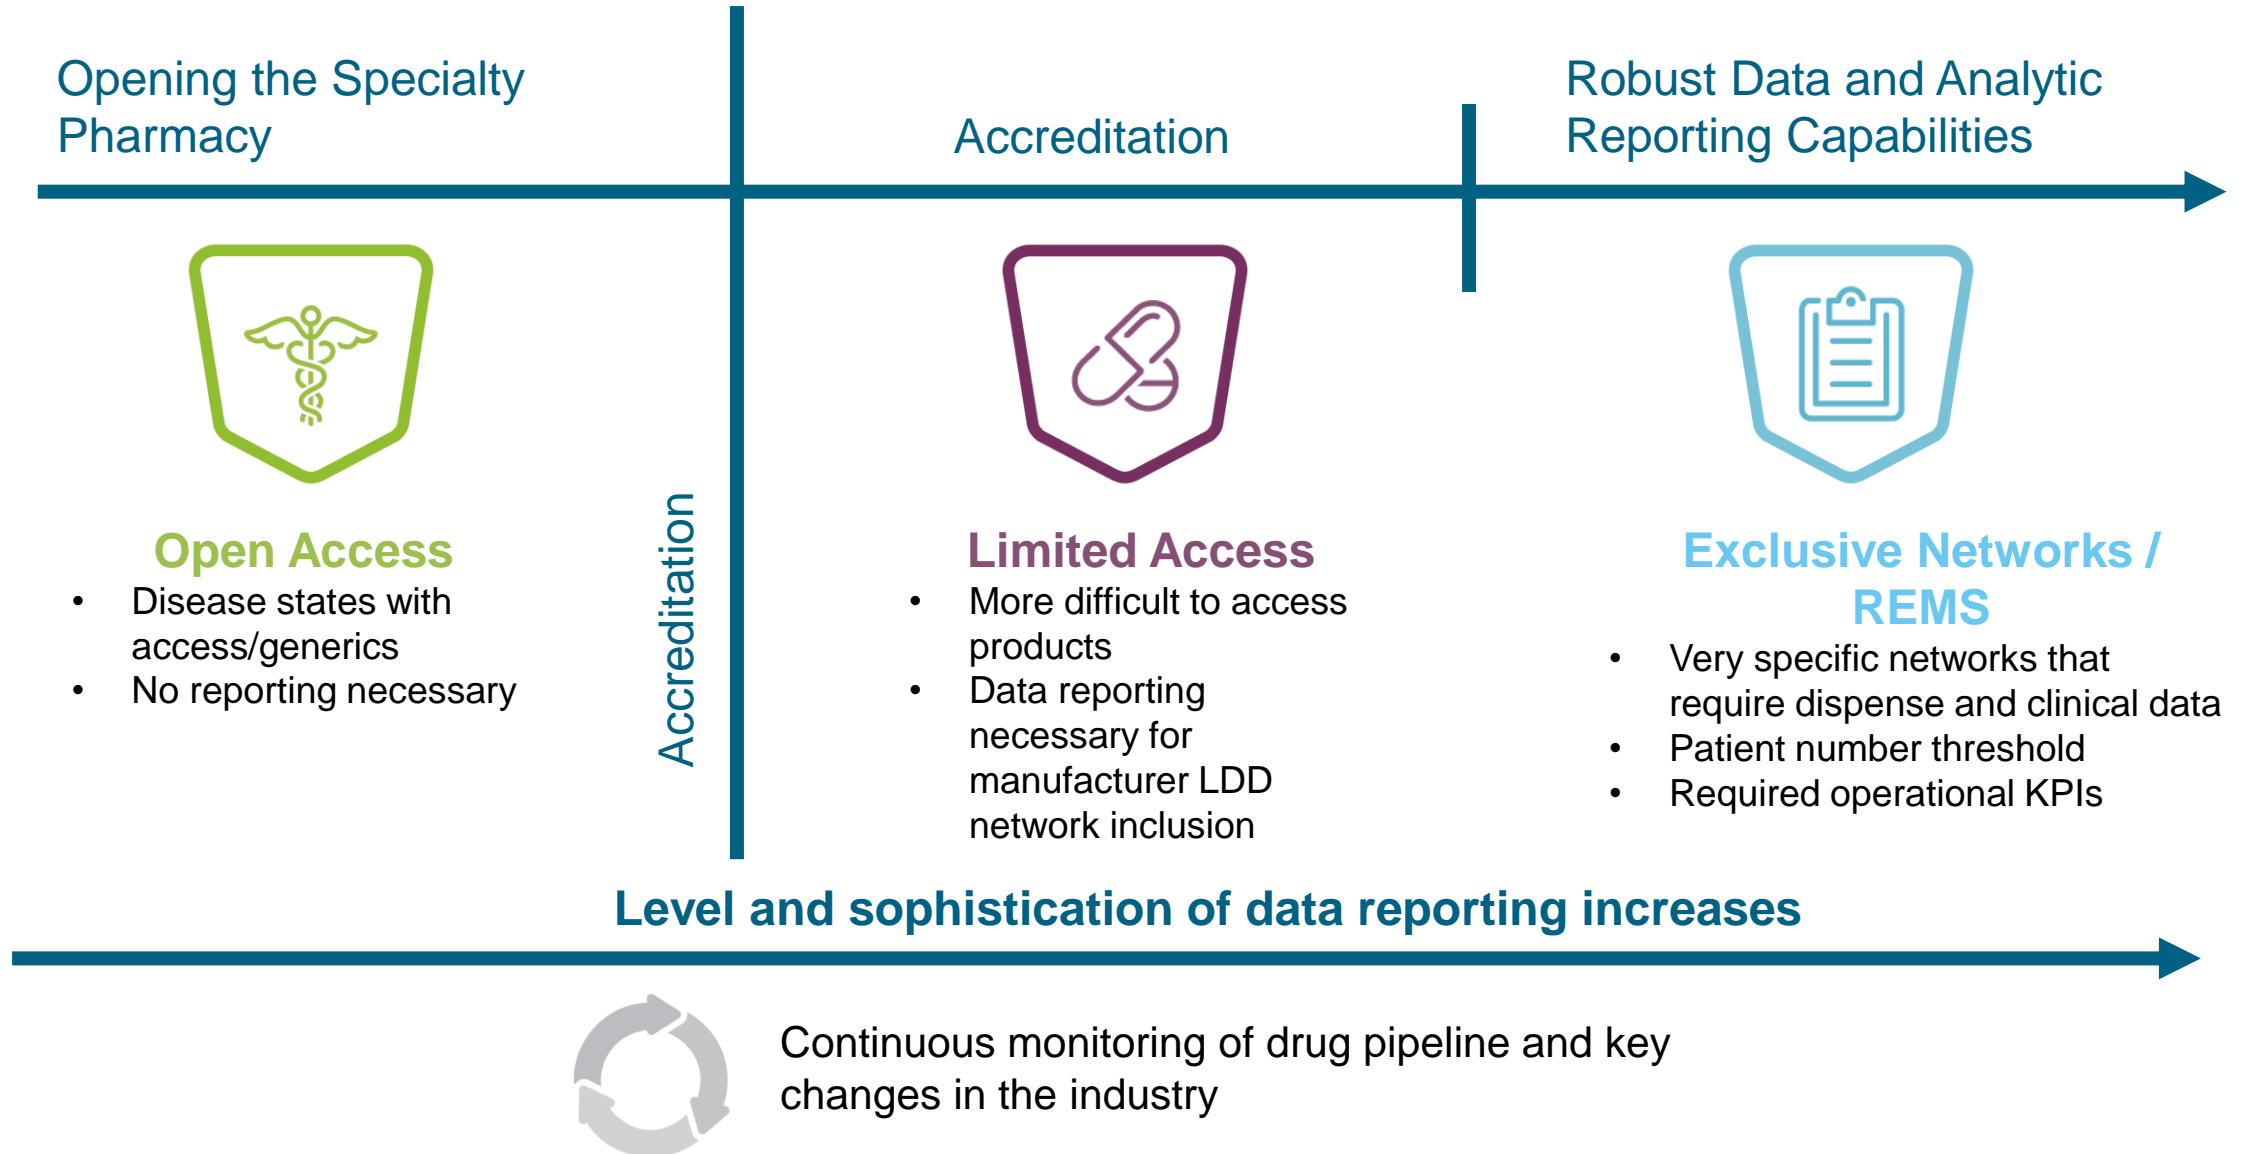 Opening the Specialty
Pharmacy
Accreditation
Robust Data and Analytic
Reporting Capabilities
Open Access
• Disease states with
access/generics
• No reporting necessary
Accreditation
Limited Access
• More difficult to access
products
• Data reporting
necessary for
manufacturer LDD
network inclusion
Exclusive Networks /
REMS
• Very specific networks that
require dispense and clinical data
• Patient number threshold
• Required operational KPIs
Level and sophistication of data reporting increases
Continuous monitoring of drug pipeline and key
changes in the industry